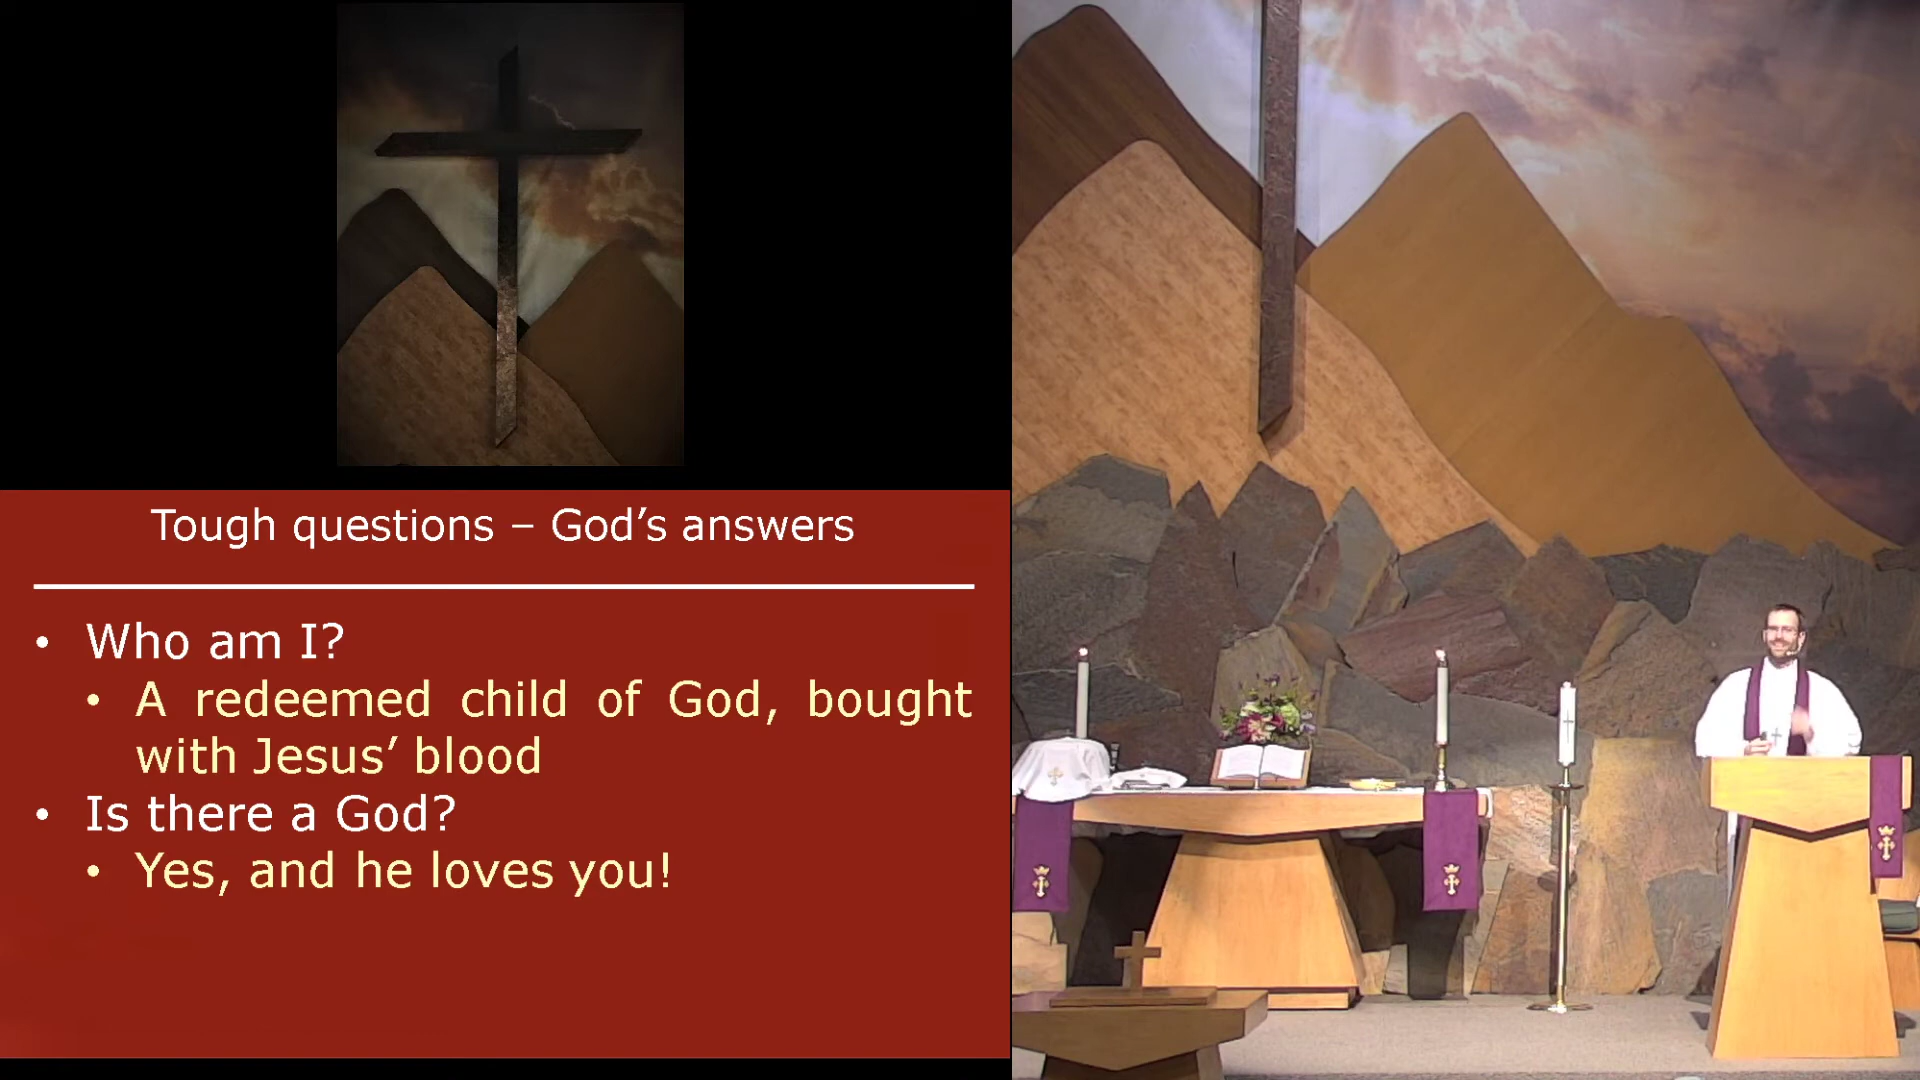 Tough questions – God’s answers
• Who am I?
• A redeemed child of God, bought
with Jesus’ blood
• Is there a God?
• Yes, and he loves you!